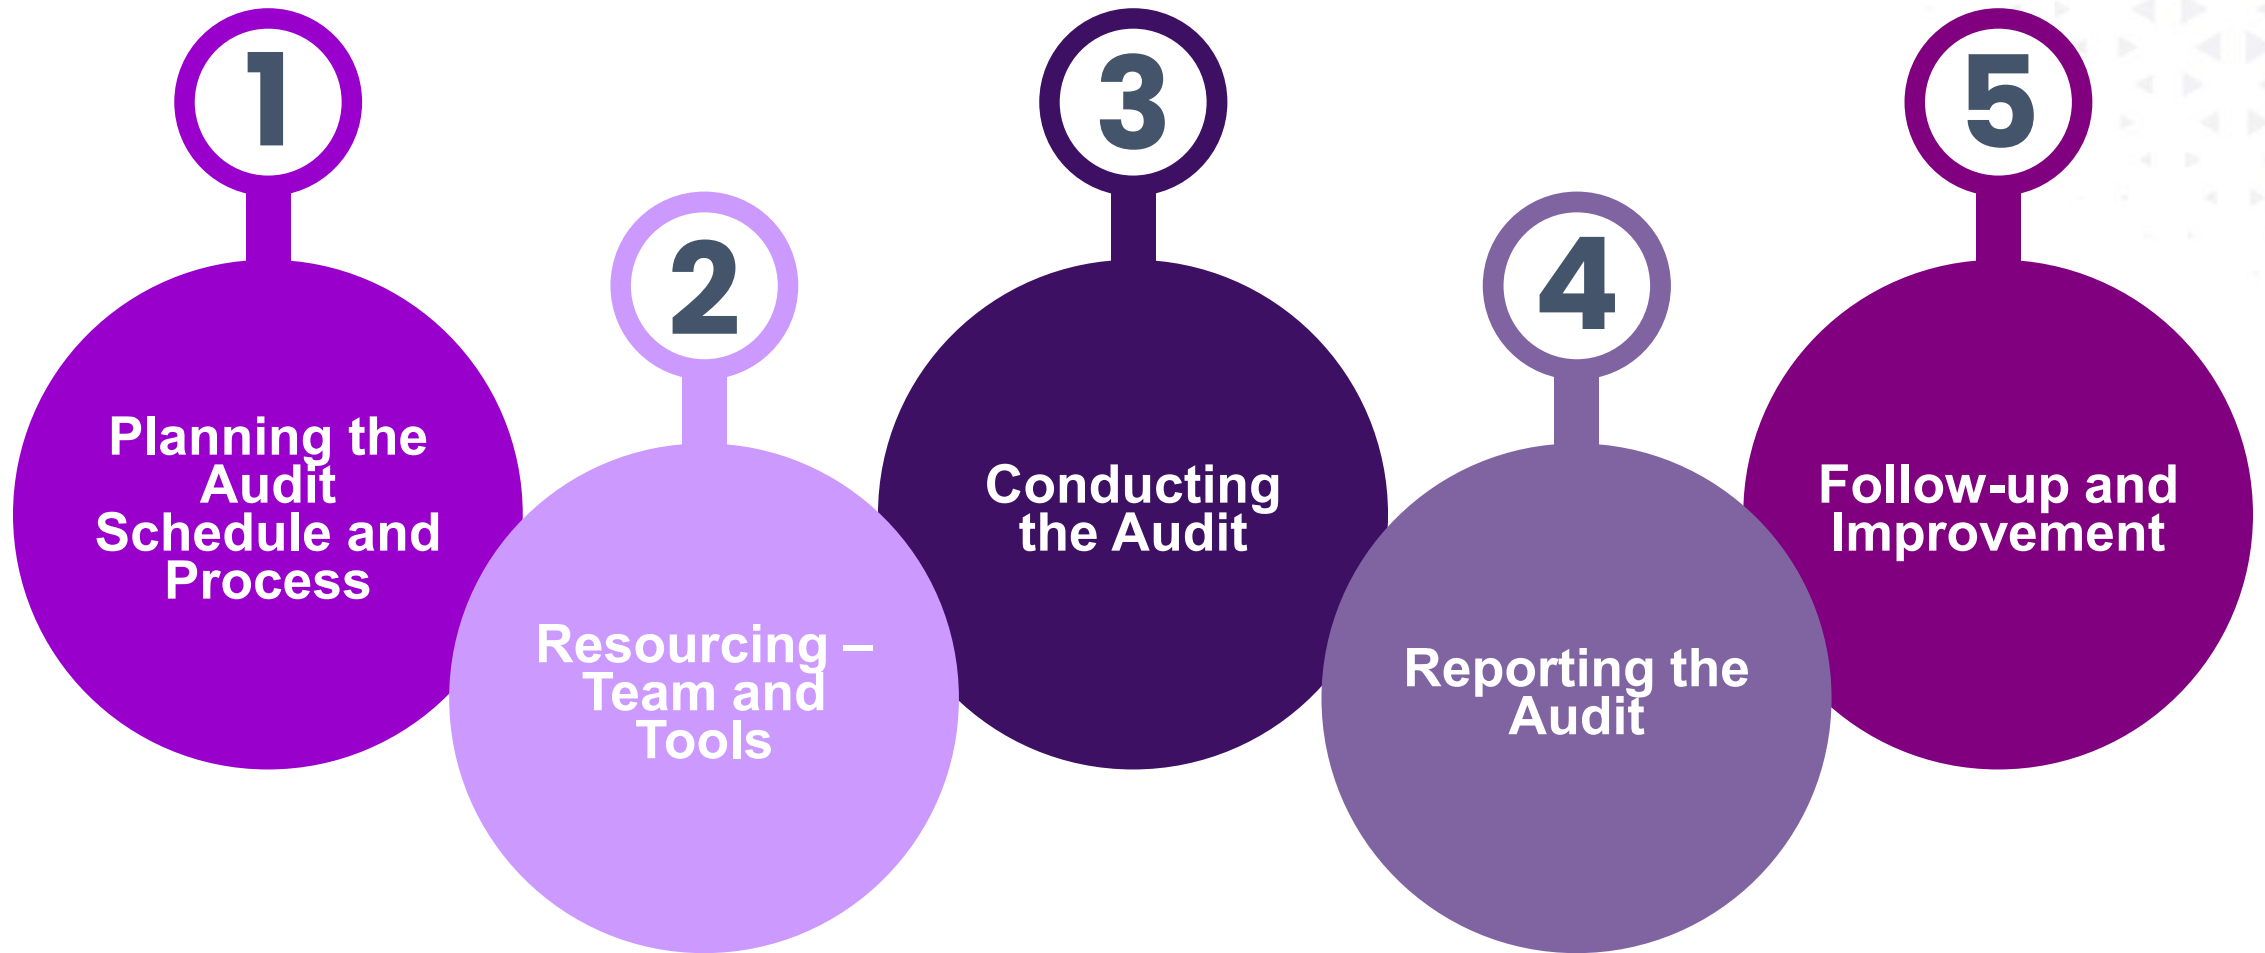 1
Planning the
Audit
Schedule and
Process
2
Resourcing –
Team and
Tools
3
Conducting
the Audit
4
Reporting the
Audit
5
Follow-up and
Improvement